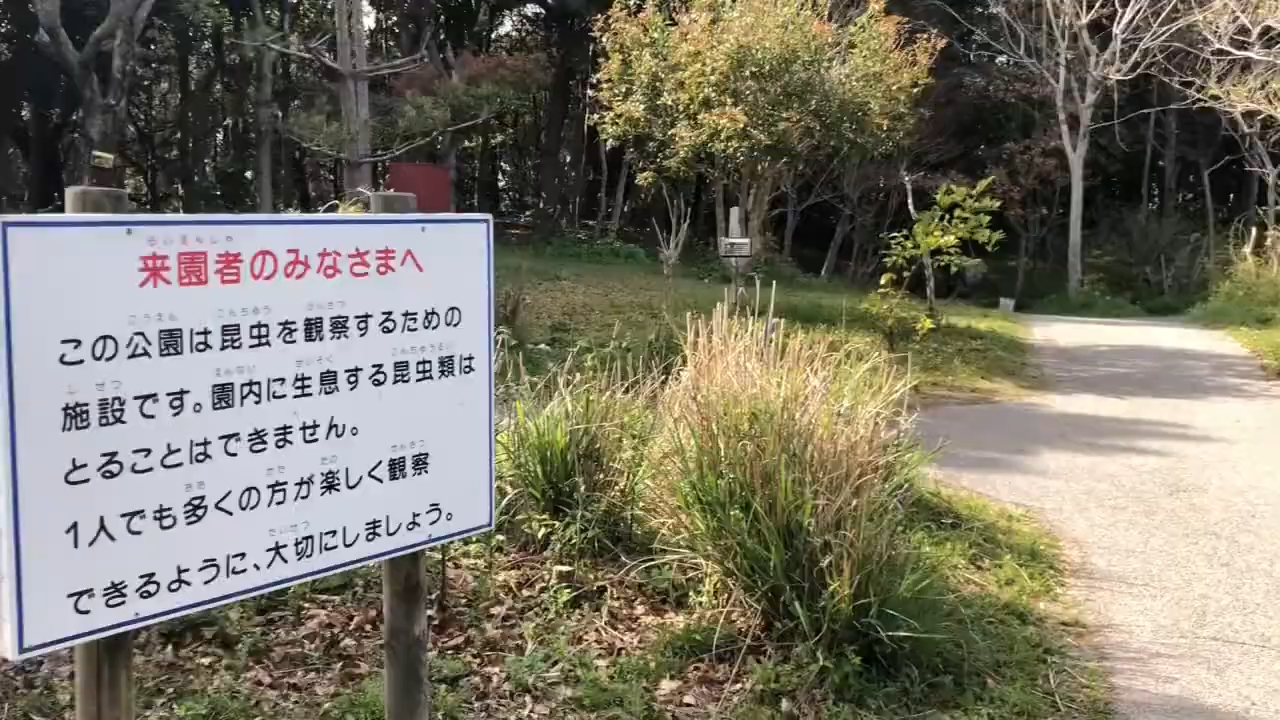 来園者のみなさまへ
この公園は昆虫を観察するための
施設です。園内に生息する昆虫類は
とることはできません。
1人でも多くの方が楽しく観察
できるように、大切にしましょう。